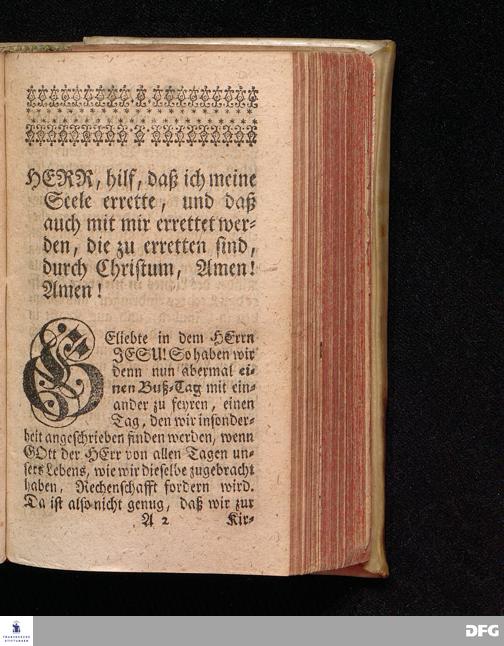 HERR, hilf, daß ich meine
Seele errette, und daß
auch mit mir errettet wer-
den, die zu erretten sind,
durch Christum, Amen!
Amen!
GEliebte in dem HErrn
JESU! So haben wir
denn nun abermal ei-
nen Buß-Tag mit ein-
ander zu feyren, einen
Tag, den wir insonder-
heit angeschrieben finden werden, wenn
GOtt der HErr von allen Tagen un-
sers Lebens, wie wir dieselbe zugebracht
haben, Rechenschafft fordern wird.
Da ist also nicht genug, daß wir zur
A 2 Kir-
FRANCKESCHE
STIFTUNGEN
DFG